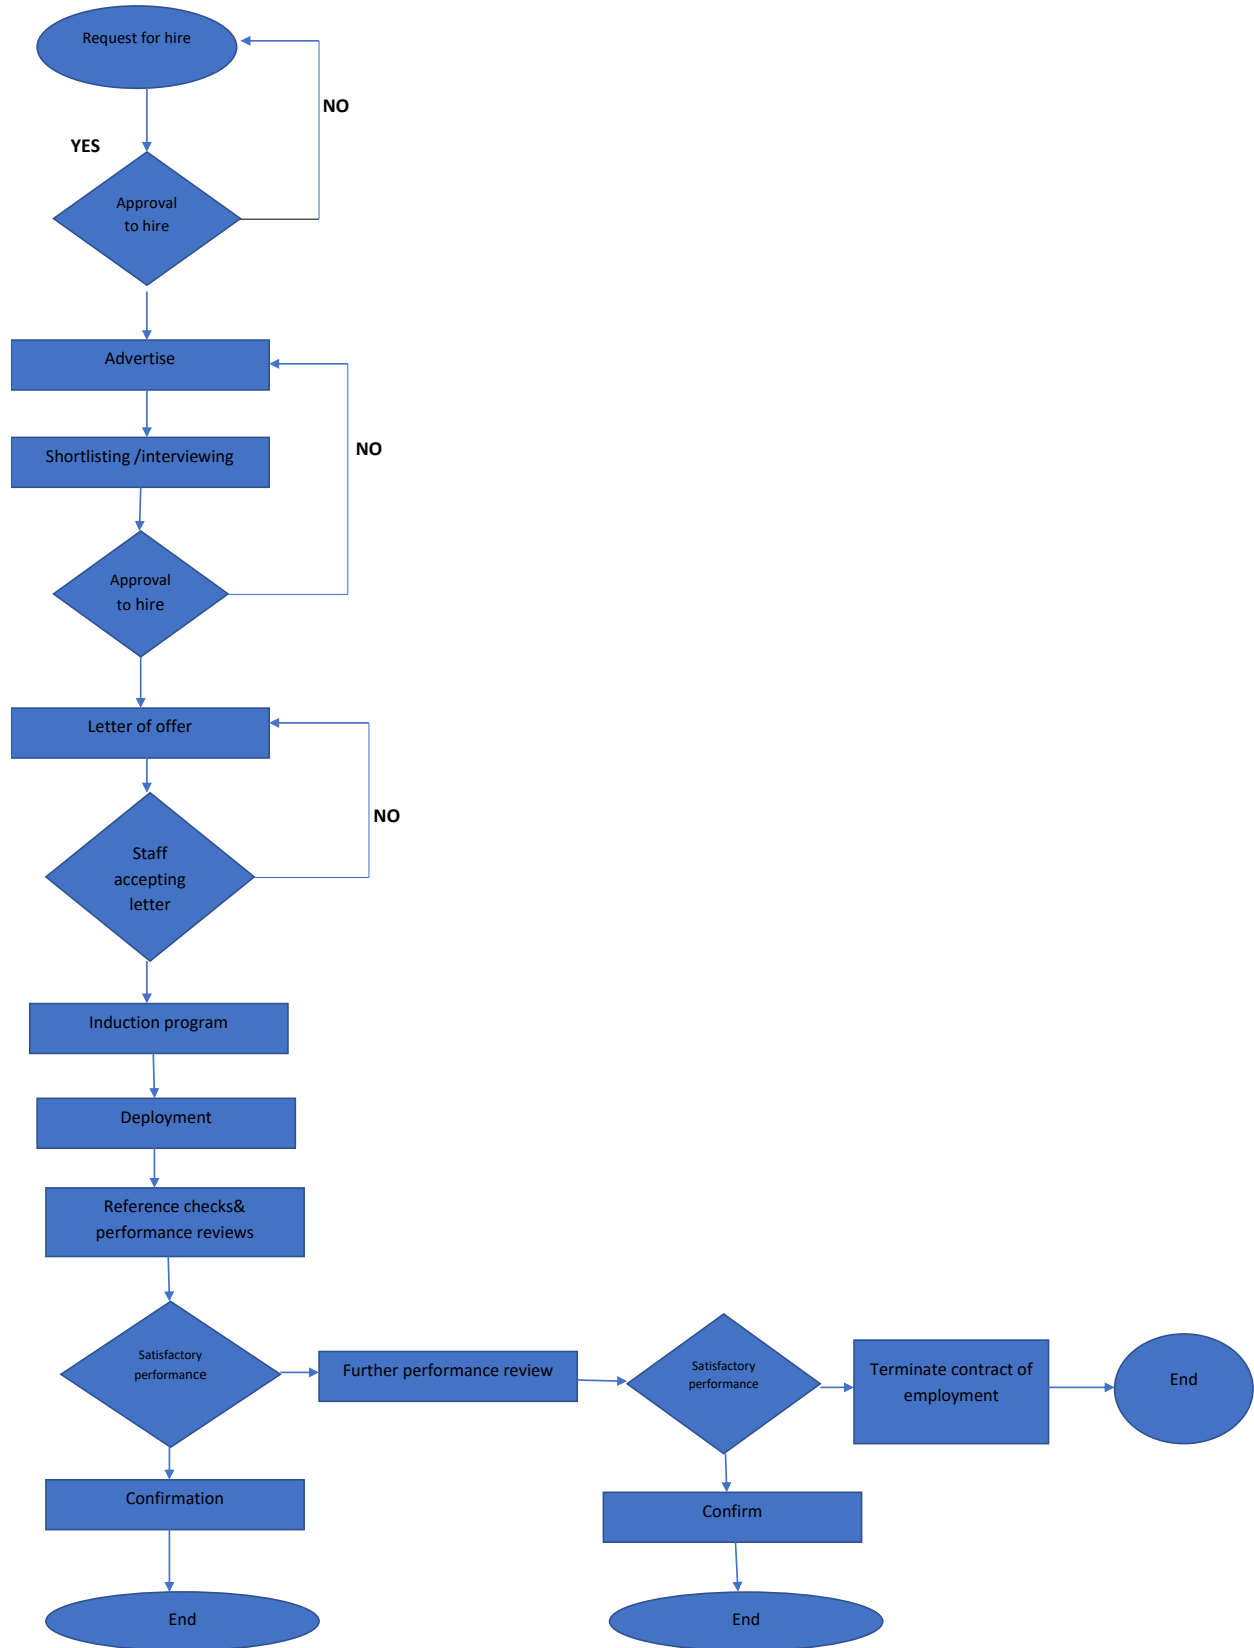 Request for hire
NO
YES
Approval
to hire
Advertise
Shortlisting /interviewing
NO
Approval
to hire
Letter of offer
NO
Staff
accepting
letter
Induction program
Deployment
Reference checks&
performance reviews
Satisfactory
performance
Further performance review
Satisfactory
performance
Terminate contract of
employment
End
Confirmation
Confirm
End
End